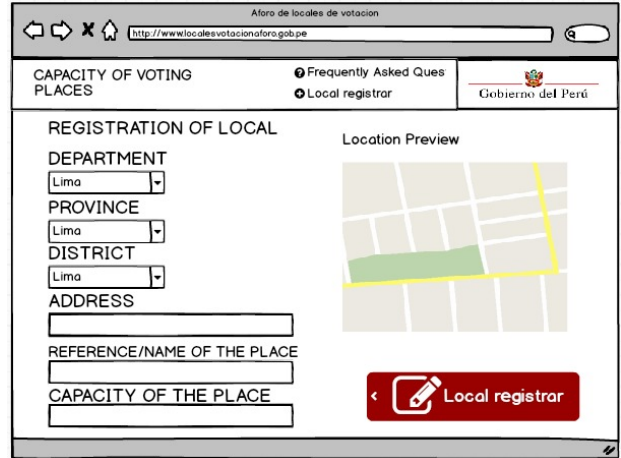 Aforo de locales de votacion
http://www.localesvotacionaforo.gob.pe
CAPACITY OF VOTING
PLACES
Frequently Asked Ques
Local registrar
Gobierno del Perú
REGISTRATION OF LOCAL
DEPARTMENT
Lima
PROVINCE
Lima
DISTRICT
Lima
ADDRESS
REFERENCE/NAME OF THE PLACE
CAPACITY OF THE PLACE
Location Preview
Local registrar